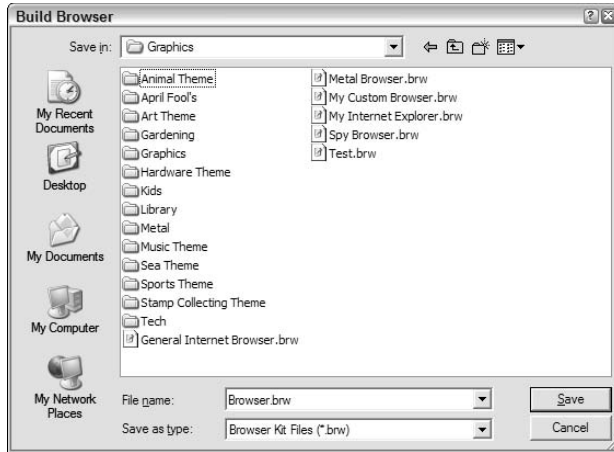 Build Browser
Save in: Graphics
My Recent Documents
Desktop
My Documents
My Computer
My Network Places
Animal Theme
April Fool's
Art Theme
Gardening
Graphics
Hardware Theme
Kids
Library
Metal
Music Theme
Sea Theme
Sports Theme
Stamp Collecting Theme
Tech
General Internet Browser.brw
Metal Browser.brw
My Custom Browser.brw
My Internet Explorer.brw
Spy Browser.brw
Test.brw
File name: Browser.brw
Save
Save as type: Browser Kit Files (*.brw)
Cancel